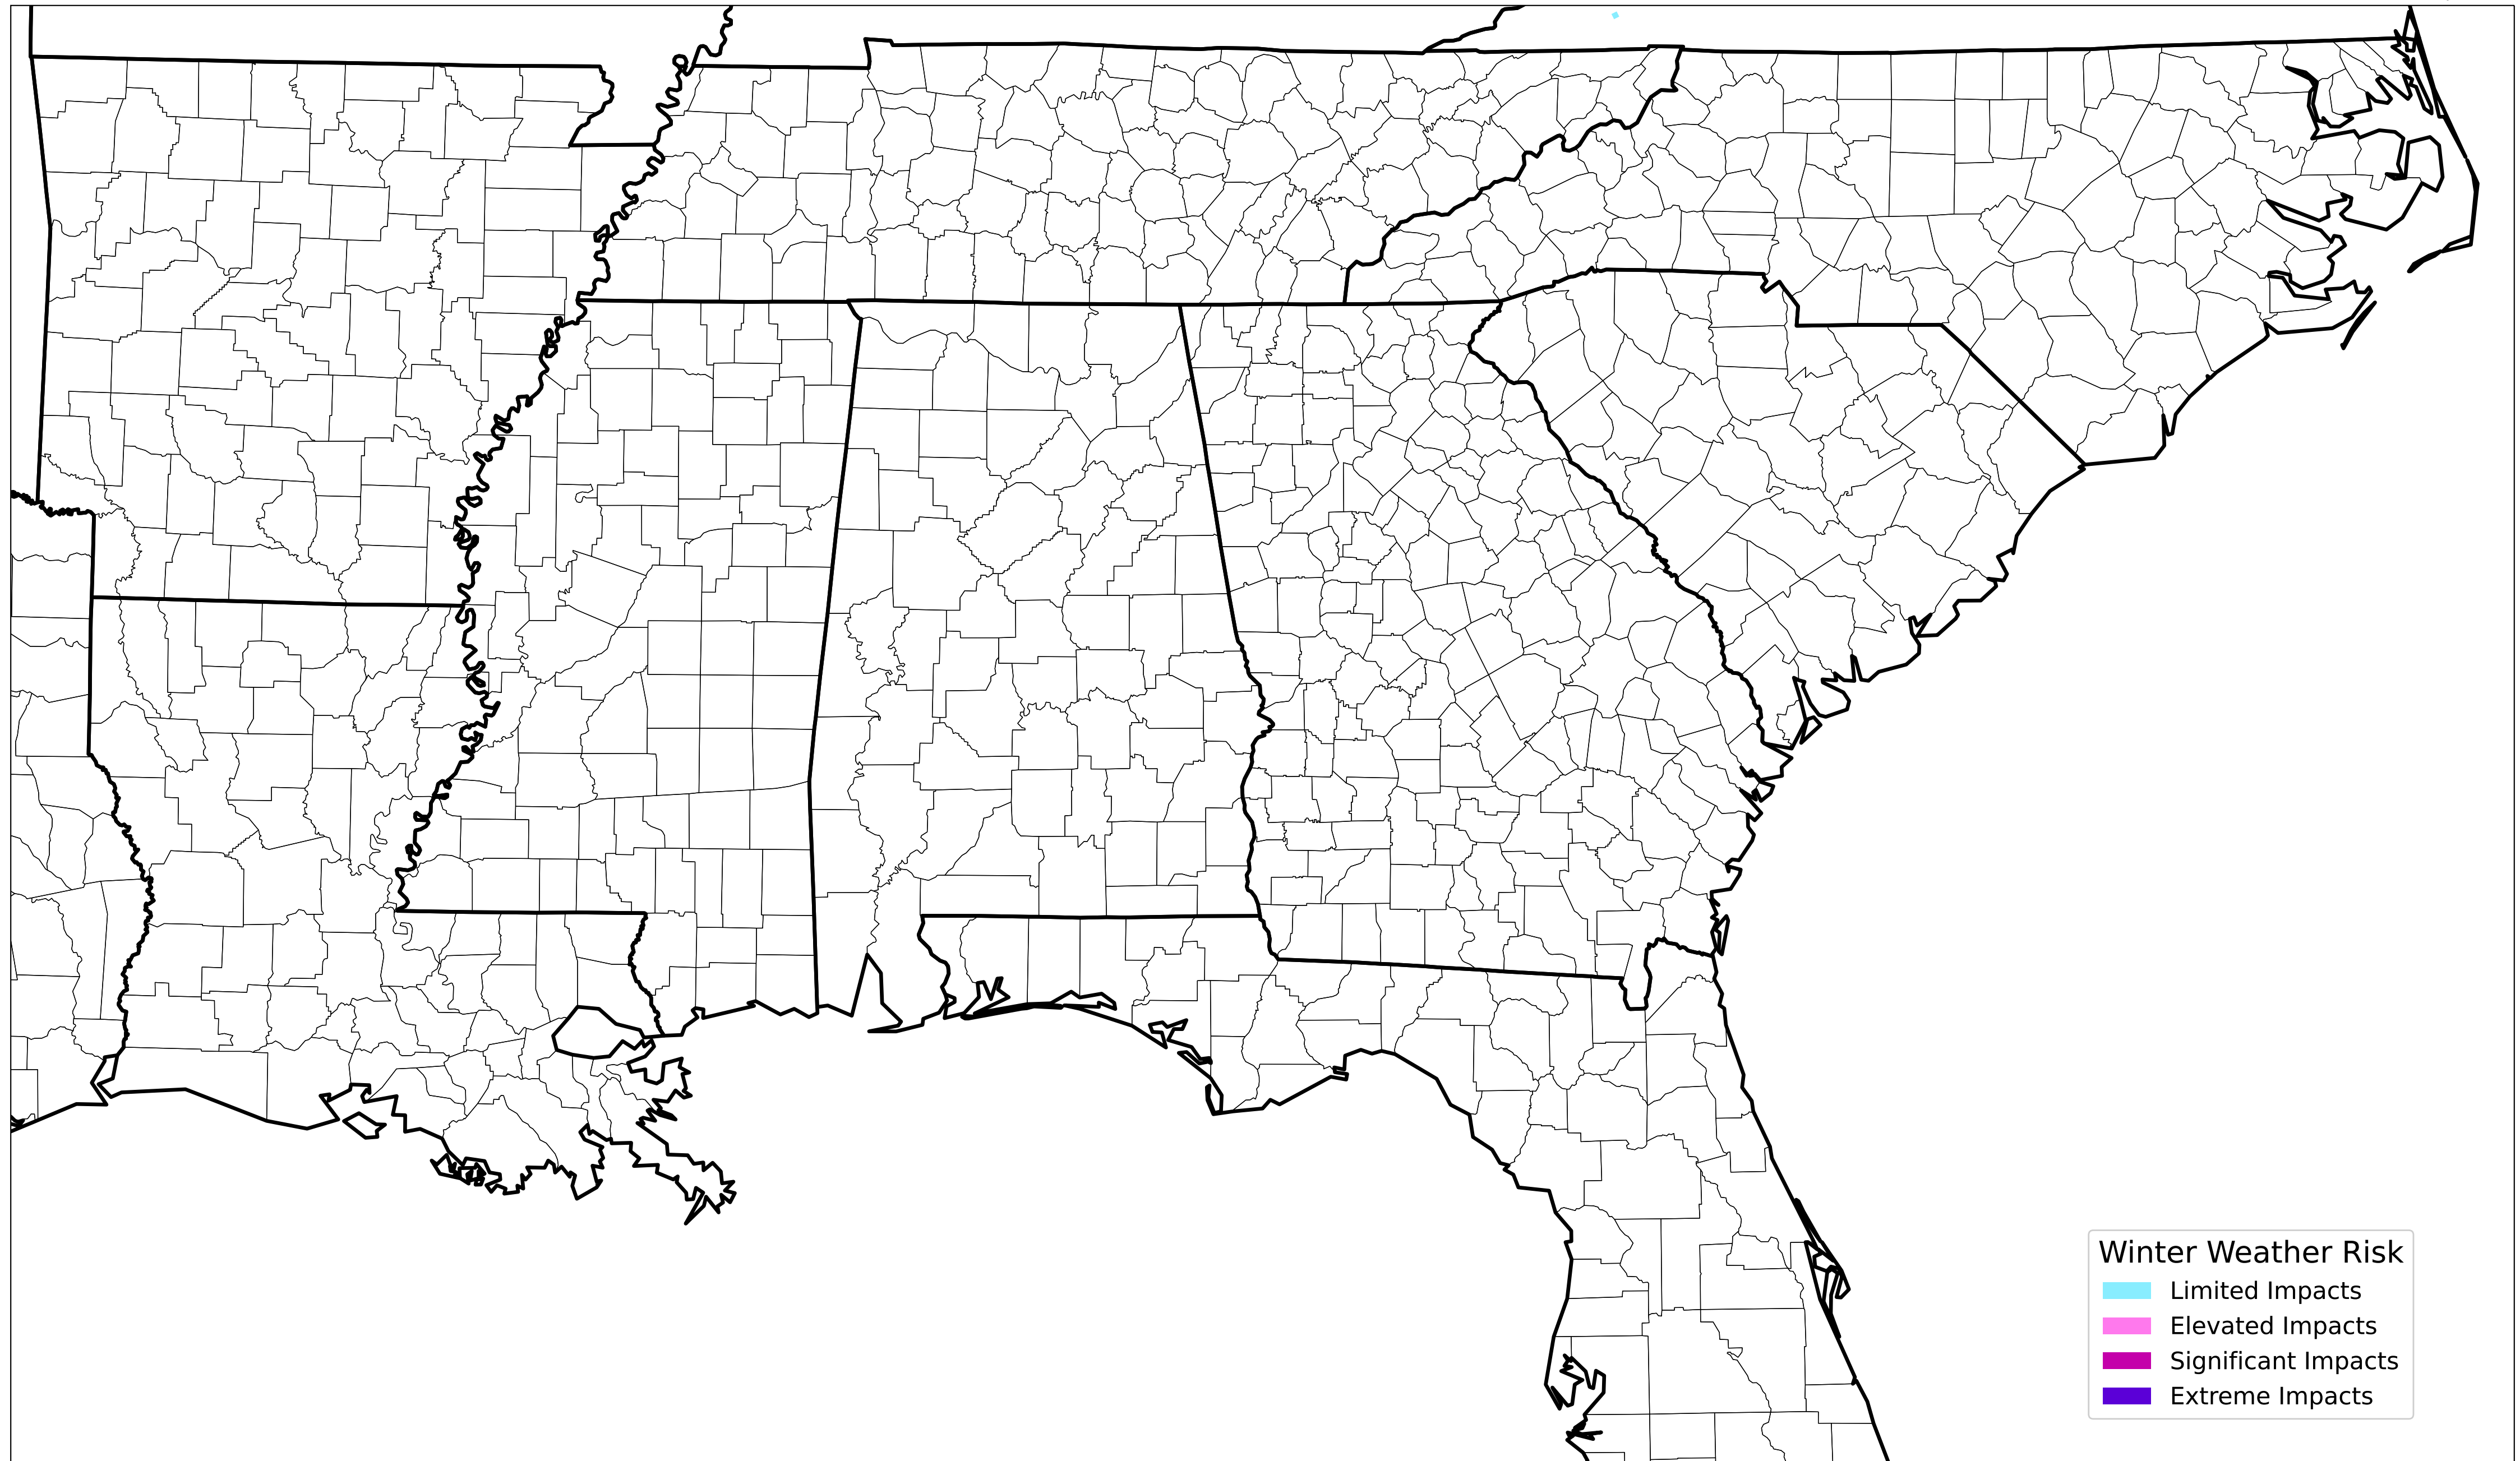 Winter Weather Risk
Limited Impacts
Elevated Impacts
Significant Impacts
Extreme Impacts